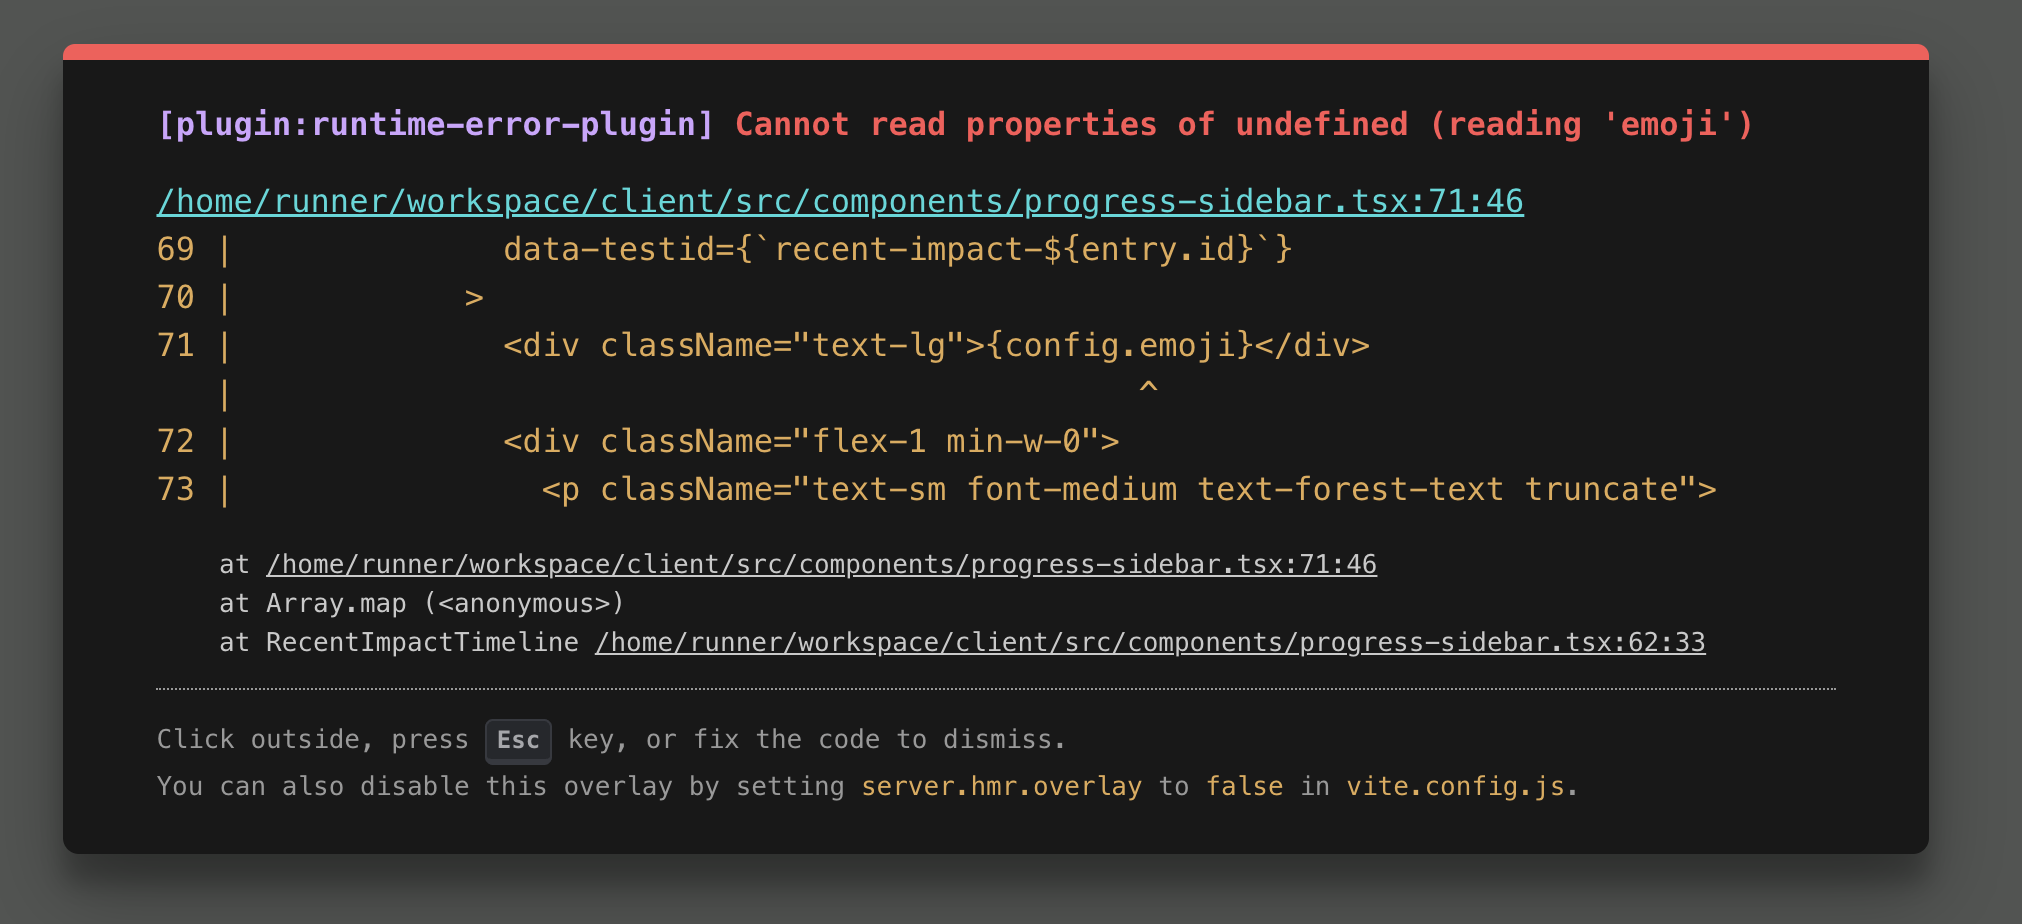 [plugin:runtime-error-plugin] Cannot read properties of undefined (reading 'emoji')
/home/runner/workspace/client/src/components/progress-sidebar.tsx:71:46
69 |              data-testid={`recent-impact-${entry.id}`}
70 |            >
71 |              <div className="text-lg">{config.emoji}</div>
   |                                               ^
72 |              <div className="flex-1 min-w-0">
73 |                <p className="text-sm font-medium text-forest-text truncate">
    at /home/runner/workspace/client/src/components/progress-sidebar.tsx:71:46
    at Array.map (<anonymous>)
    at RecentImpactTimeline /home/runner/workspace/client/src/components/progress-sidebar.tsx:62:33
Click outside, press Esc key, or fix the code to dismiss.
You can also disable this overlay by setting server.hmr.overlay to false in vite.config.js.